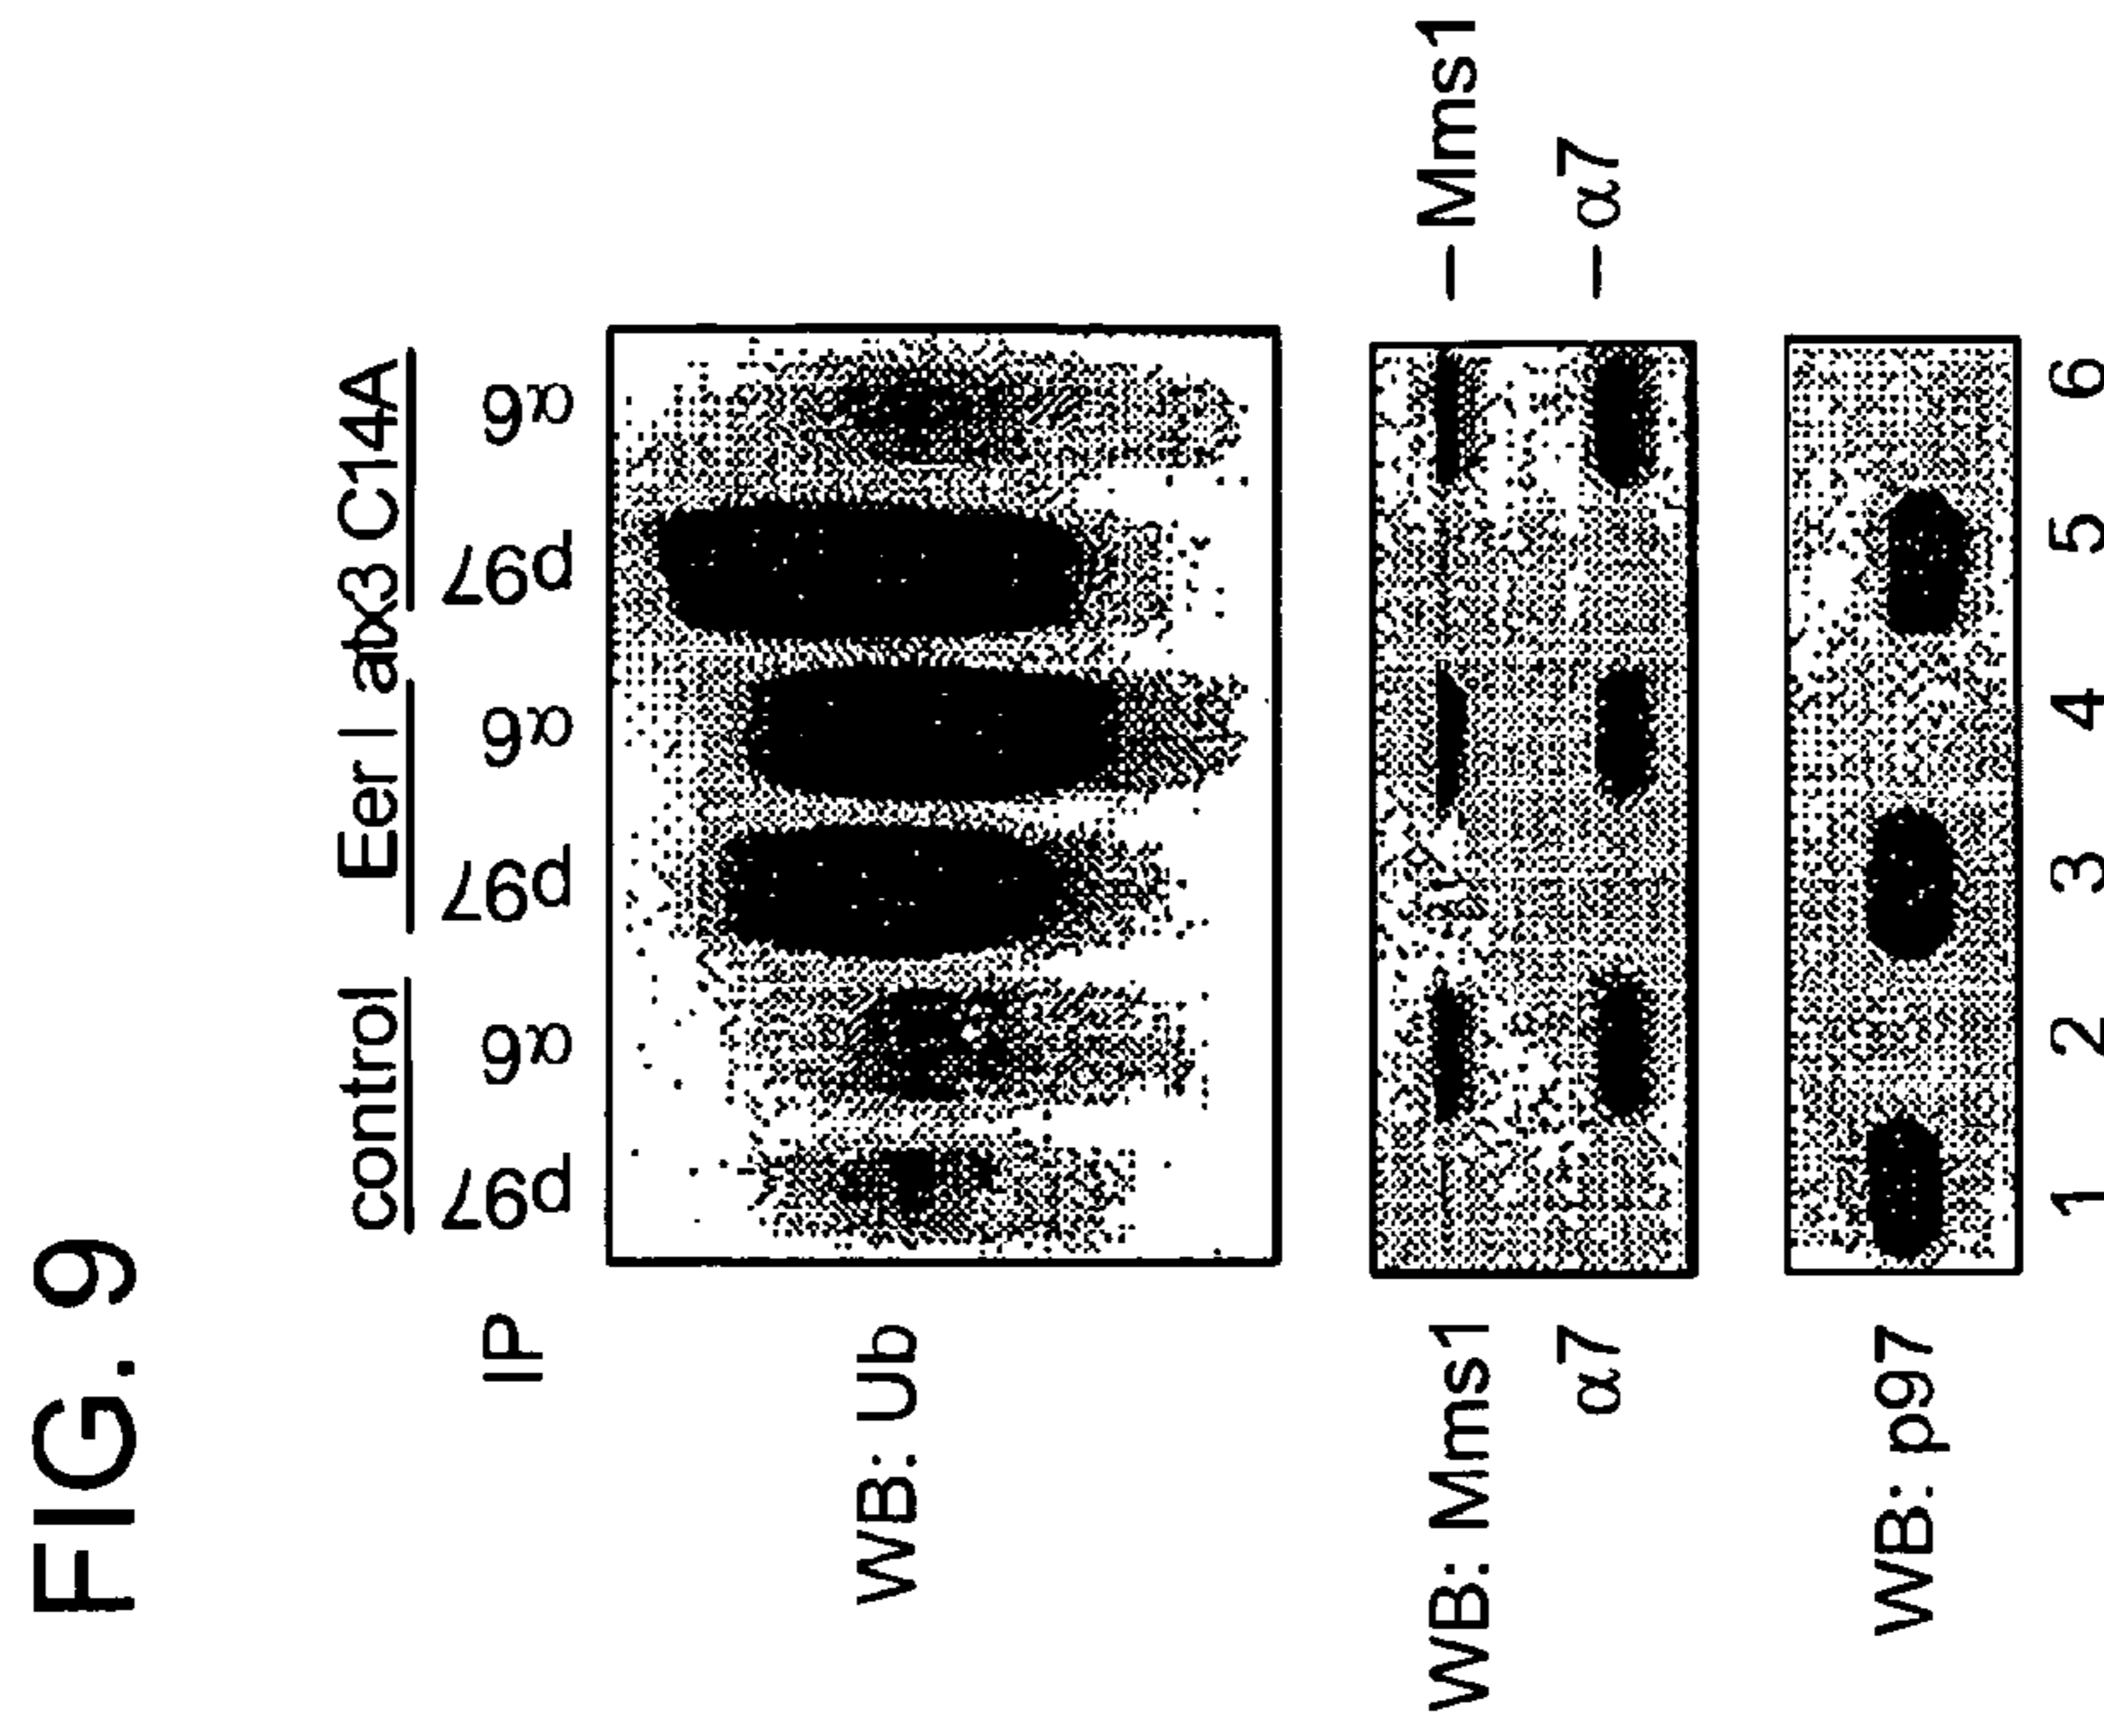 FIG. 9
control Eer I atx3 C14A
IP p97 α6 p97 α6 p97 α6
WB: Ub
WB: Mms1 –Mms1
α7 –α7
WB: p97
1 2 3 4 5 6